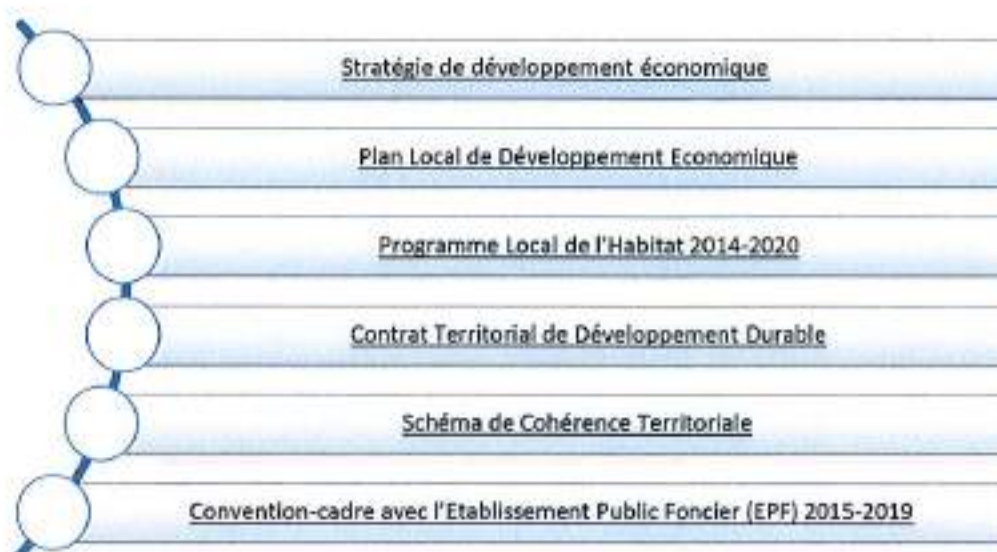 Stratégie de développement économique
Plan Local de Développement Economique
Programme Local de l'Habitat 2014-2020
Contrat Territorial de Développement Durable
Schéma de Cohérence Territoriale
Convention-cadre avec l'Etablissement Public Foncier (EPF) 2015-2019